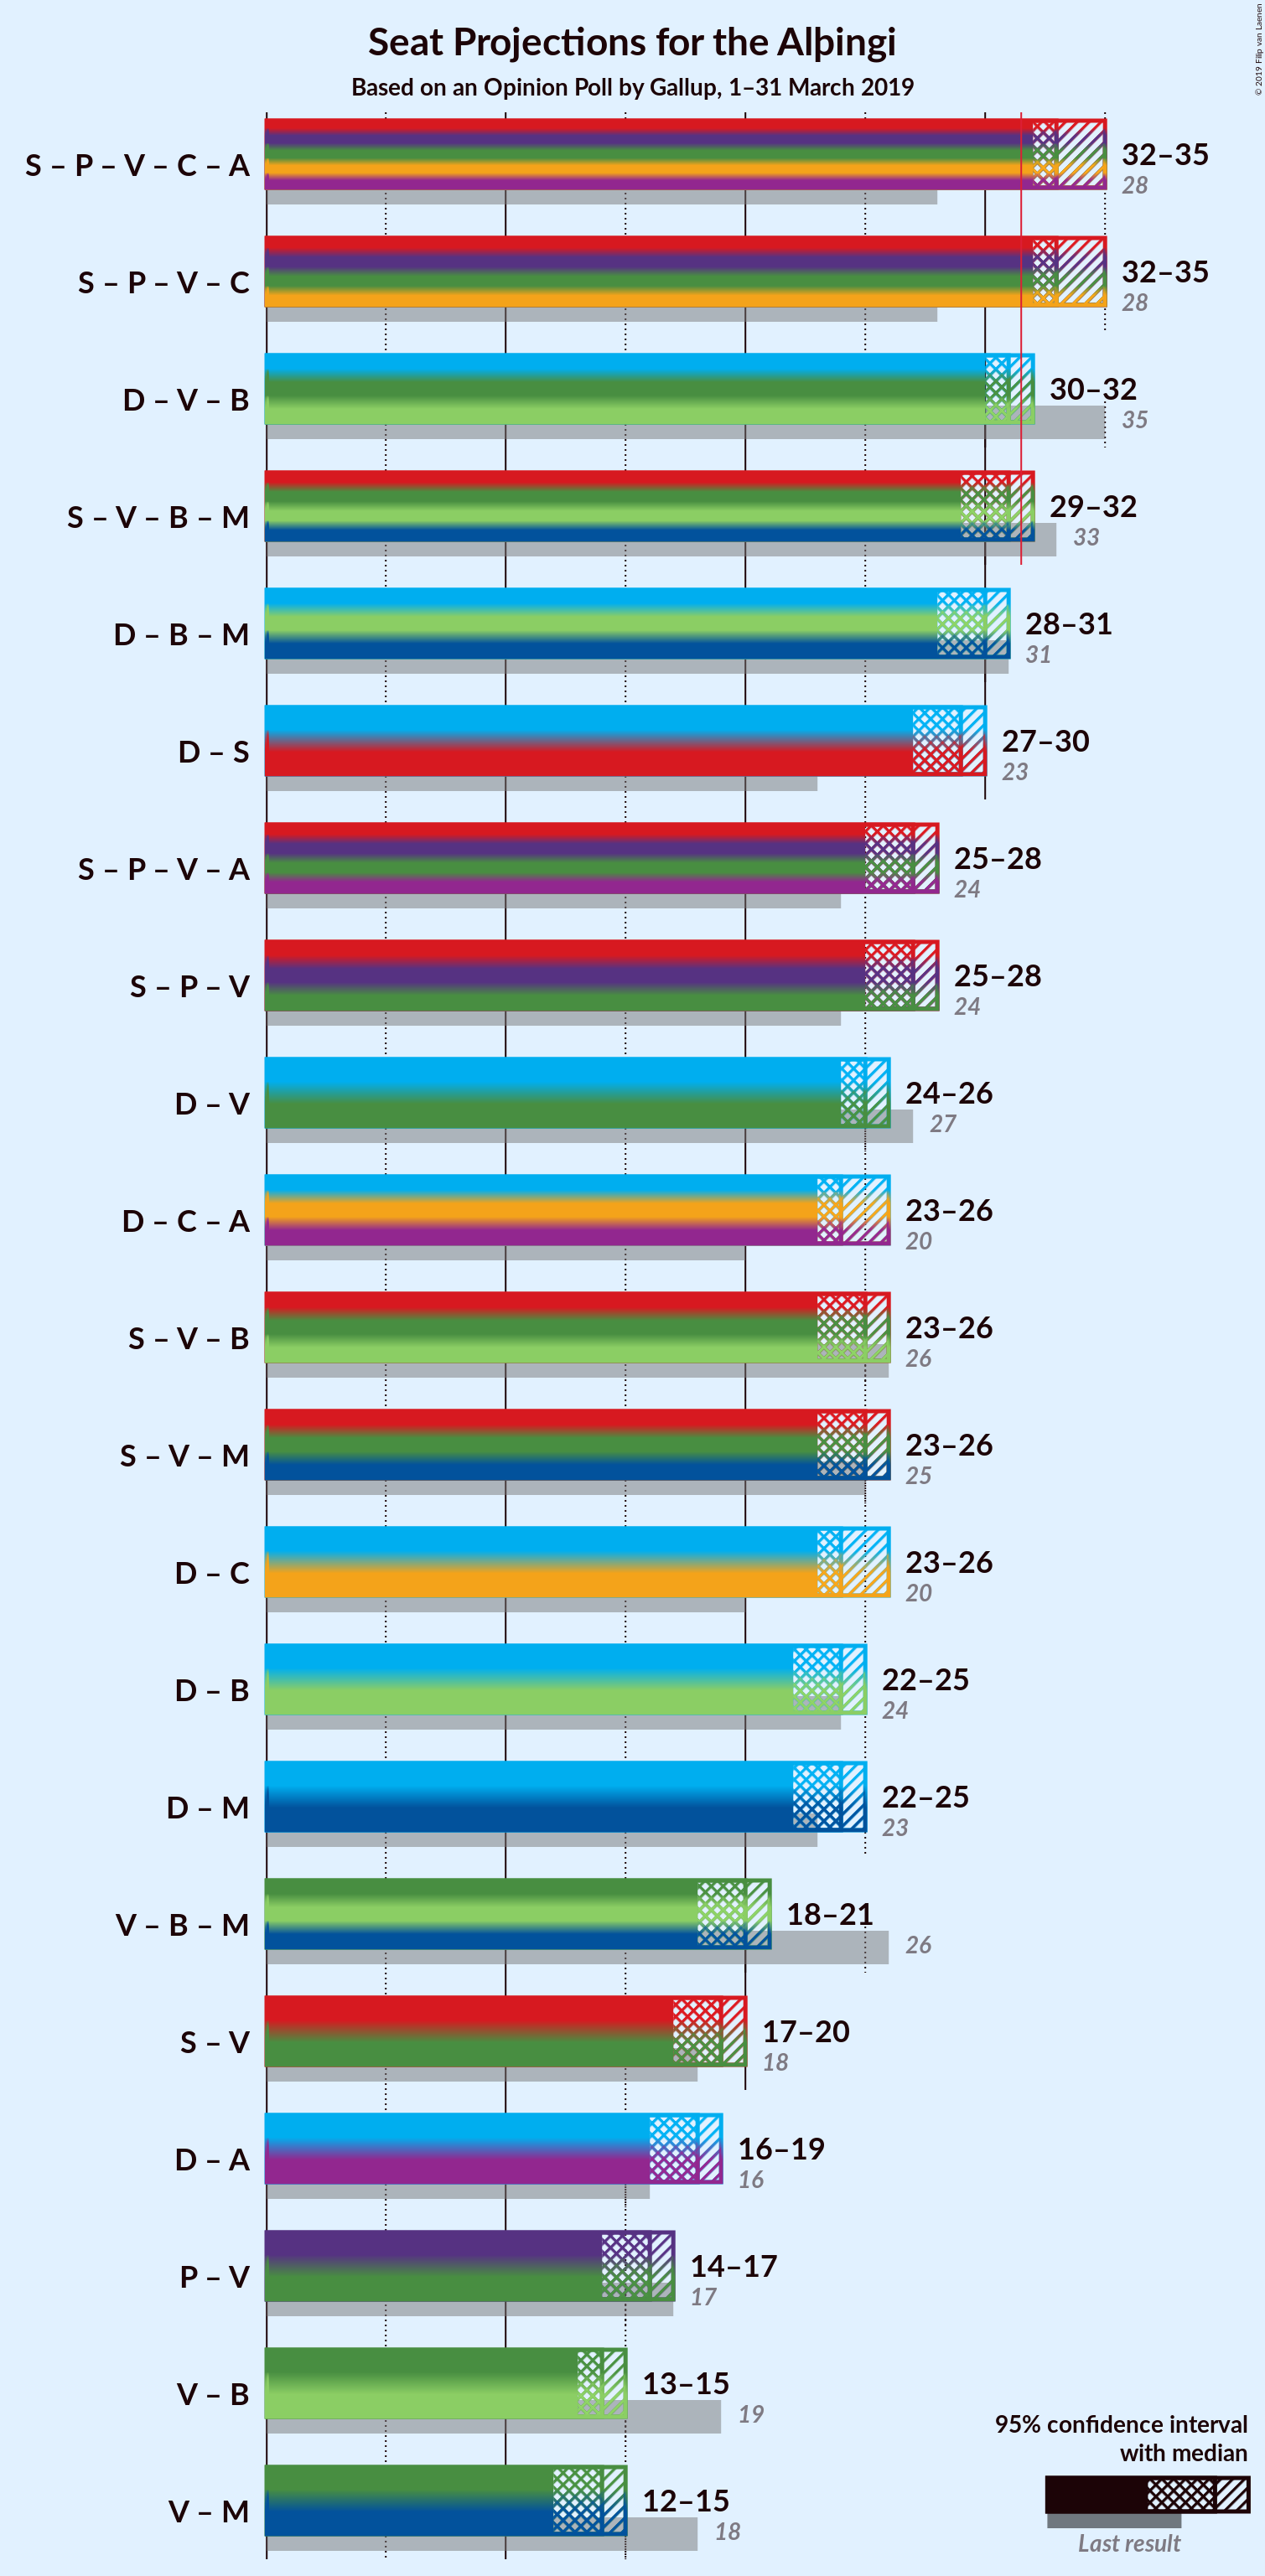 Seat Projections for the Alþingi
Based on an Opinion Poll by Gallup, 1–31 March 2019
© 2019 Filip van Laenen
S – P – V – C – A
32–35
28
S – P – V – C
32–35
28
D – V – B
30–32
35
S – V – B – M
29–32
33
D – B – M
28–31
31
D – S
27–30
23
S – P – V – A
25–28
24
S – P – V
25–28
24
D – V
24–26
27
D – C – A
23–26
20
S – V – B
23–26
26
S – V – M
23–26
25
D – C
23–26
20
D – B
22–25
24
D – M
22–25
23
V – B – M
18–21
26
S – V
17–20
18
D – A
16–19
16
P – V
14–17
17
V – B
13–15
19
V – M
12–15
18
95% confidence interval
with median
Last result